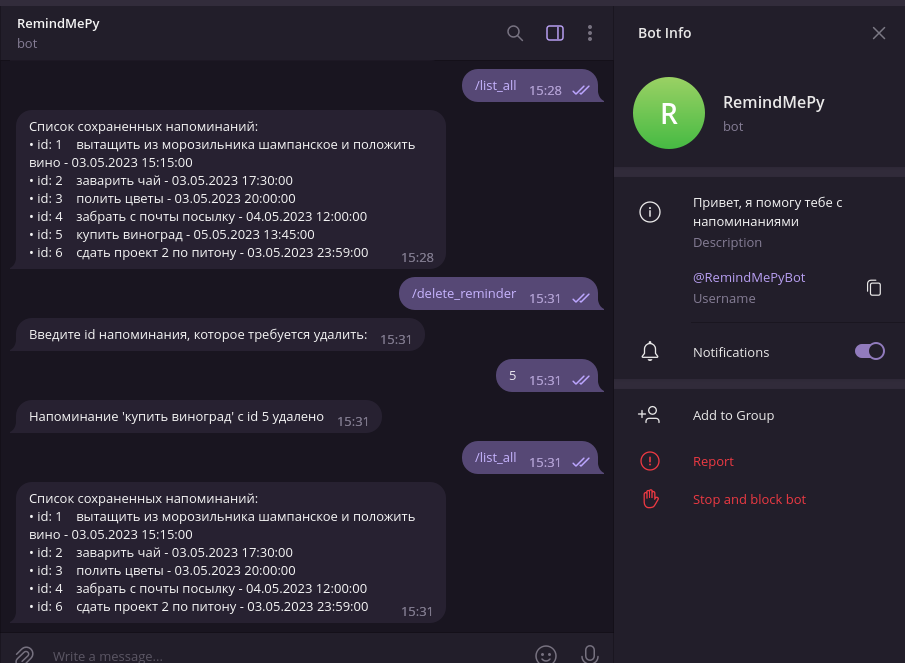 RemindMePy
bot
/list_all 15:28
Список сохраненных напоминаний:
• id: 1 вытащить из морозильника шампанское и положить
вино - 03.05.2023 15:15:00
• id: 2 заварить чай - 03.05.2023 17:30:00
• id: 3 полить цветы - 03.05.2023 20:00:00
• id: 4 забрать с почты посылку - 04.05.2023 12:00:00
• id: 5 купить виноград - 05.05.2023 13:45:00
• id: 6 сдать проект 2 по питону - 03.05.2023 23:59:00 15:28
/delete_reminder 15:31
Введите id напоминания, которое требуется удалить: 15:31
5 15:31
Напоминание 'купить виноград' с id 5 удалено 15:31
/list_all 15:31
Список сохраненных напоминаний:
• id: 1 вытащить из морозильника шампанское и положить
вино - 03.05.2023 15:15:00
• id: 2 заварить чай - 03.05.2023 17:30:00
• id: 3 полить цветы - 03.05.2023 20:00:00
• id: 4 забрать с почты посылку - 04.05.2023 12:00:00
• id: 6 сдать проект 2 по питону - 03.05.2023 23:59:00 15:31
Write a message...
Bot Info
R
RemindMePy
bot
Привет, я помогу тебе с
напоминаниями
Description
@RemindMePyBot
Username
Notifications
Add to Group
Report
Stop and block bot